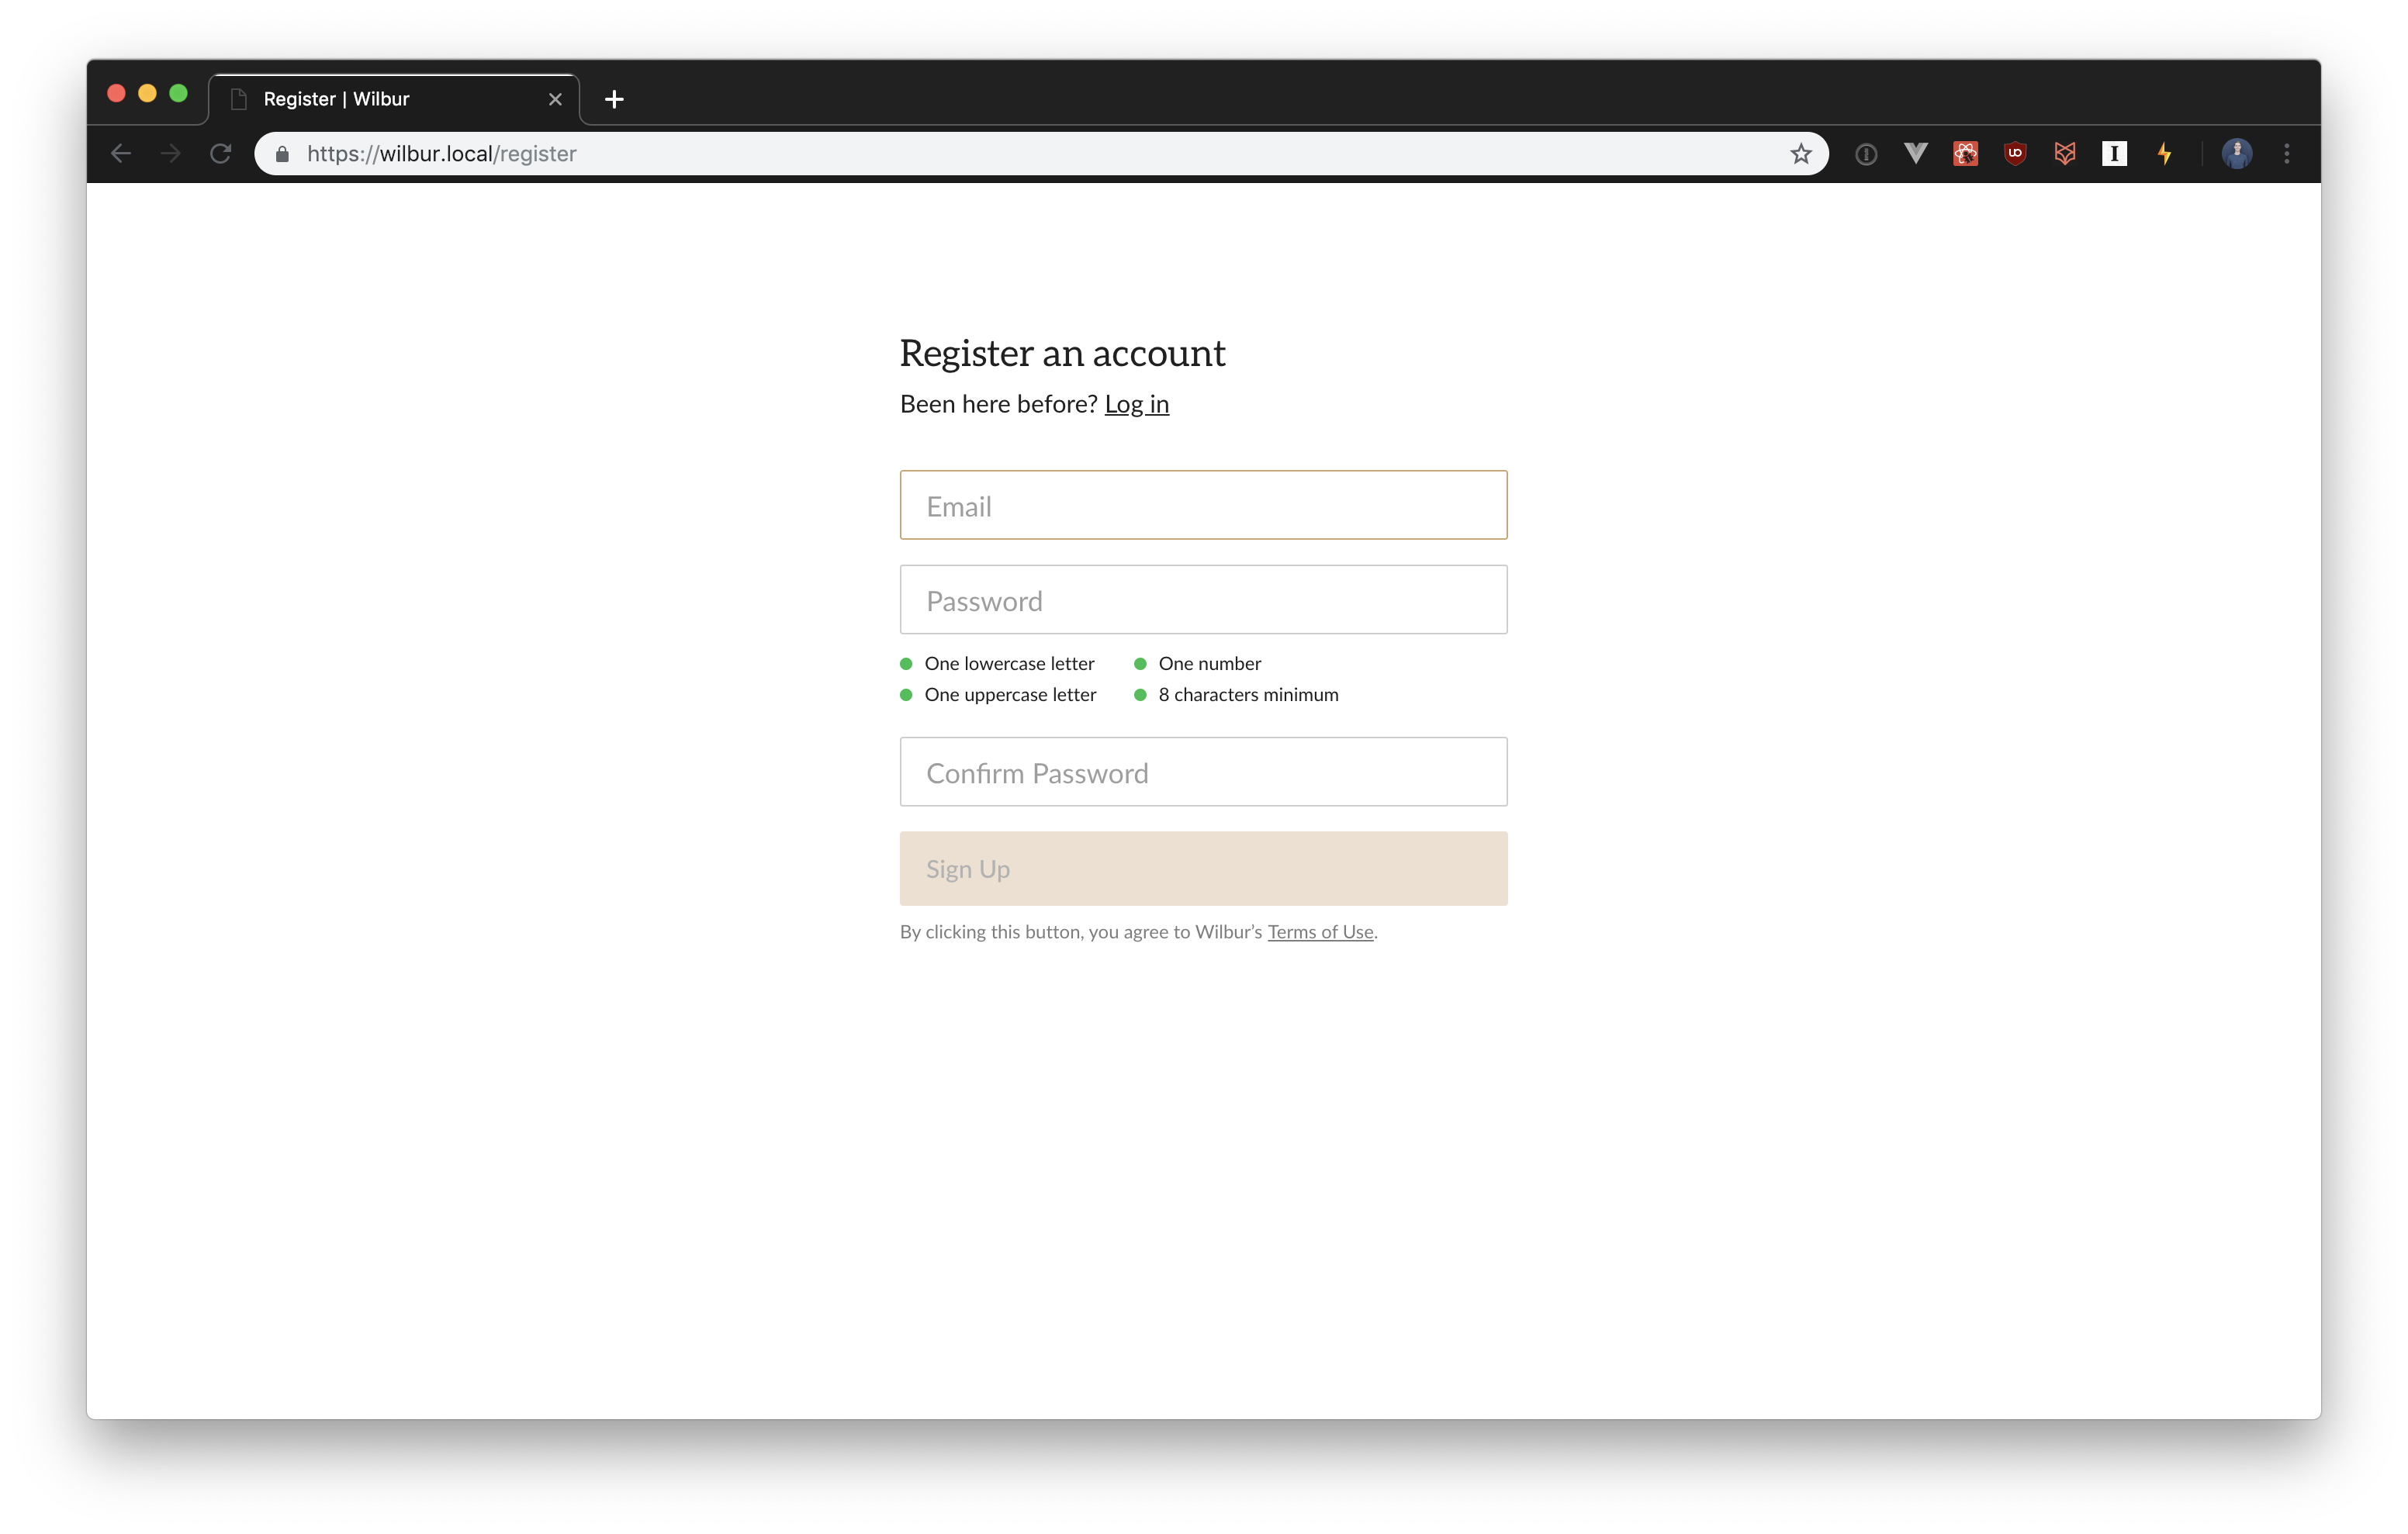 Register | Wilbur
https://wilbur.local/register
Register an account
Been here before? Log in
Email
Password
One lowercase letter
One number
One uppercase letter
8 characters minimum
Confirm Password
Sign Up
By clicking this button, you agree to Wilbur’s Terms of Use.